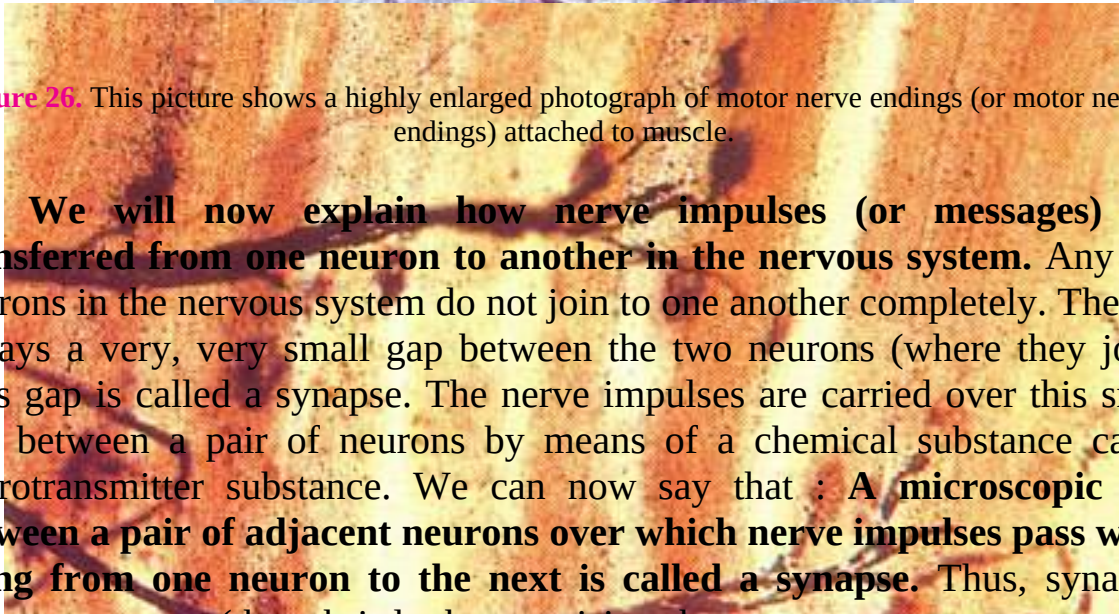 ure 26. This picture shows a highly enlarged photograph of motor nerve endings (or motor ne
endings) attached to muscle.
We will now explain how nerve impulses (or messages)
nsferred from one neuron to another in the nervous system. Any
rons in the nervous system do not join to one another completely. The
ays a very, very small gap between the two neurons (where they jo
s gap is called a synapse. The nerve impulses are carried over this s
between a pair of neurons by means of a chemical substance ca
rotransmitter substance. We can now say that : A microscopic
ween a pair of adjacent neurons over which nerve impulses pass w
ng from one neuron to the next is called a synapse. Thus, syna